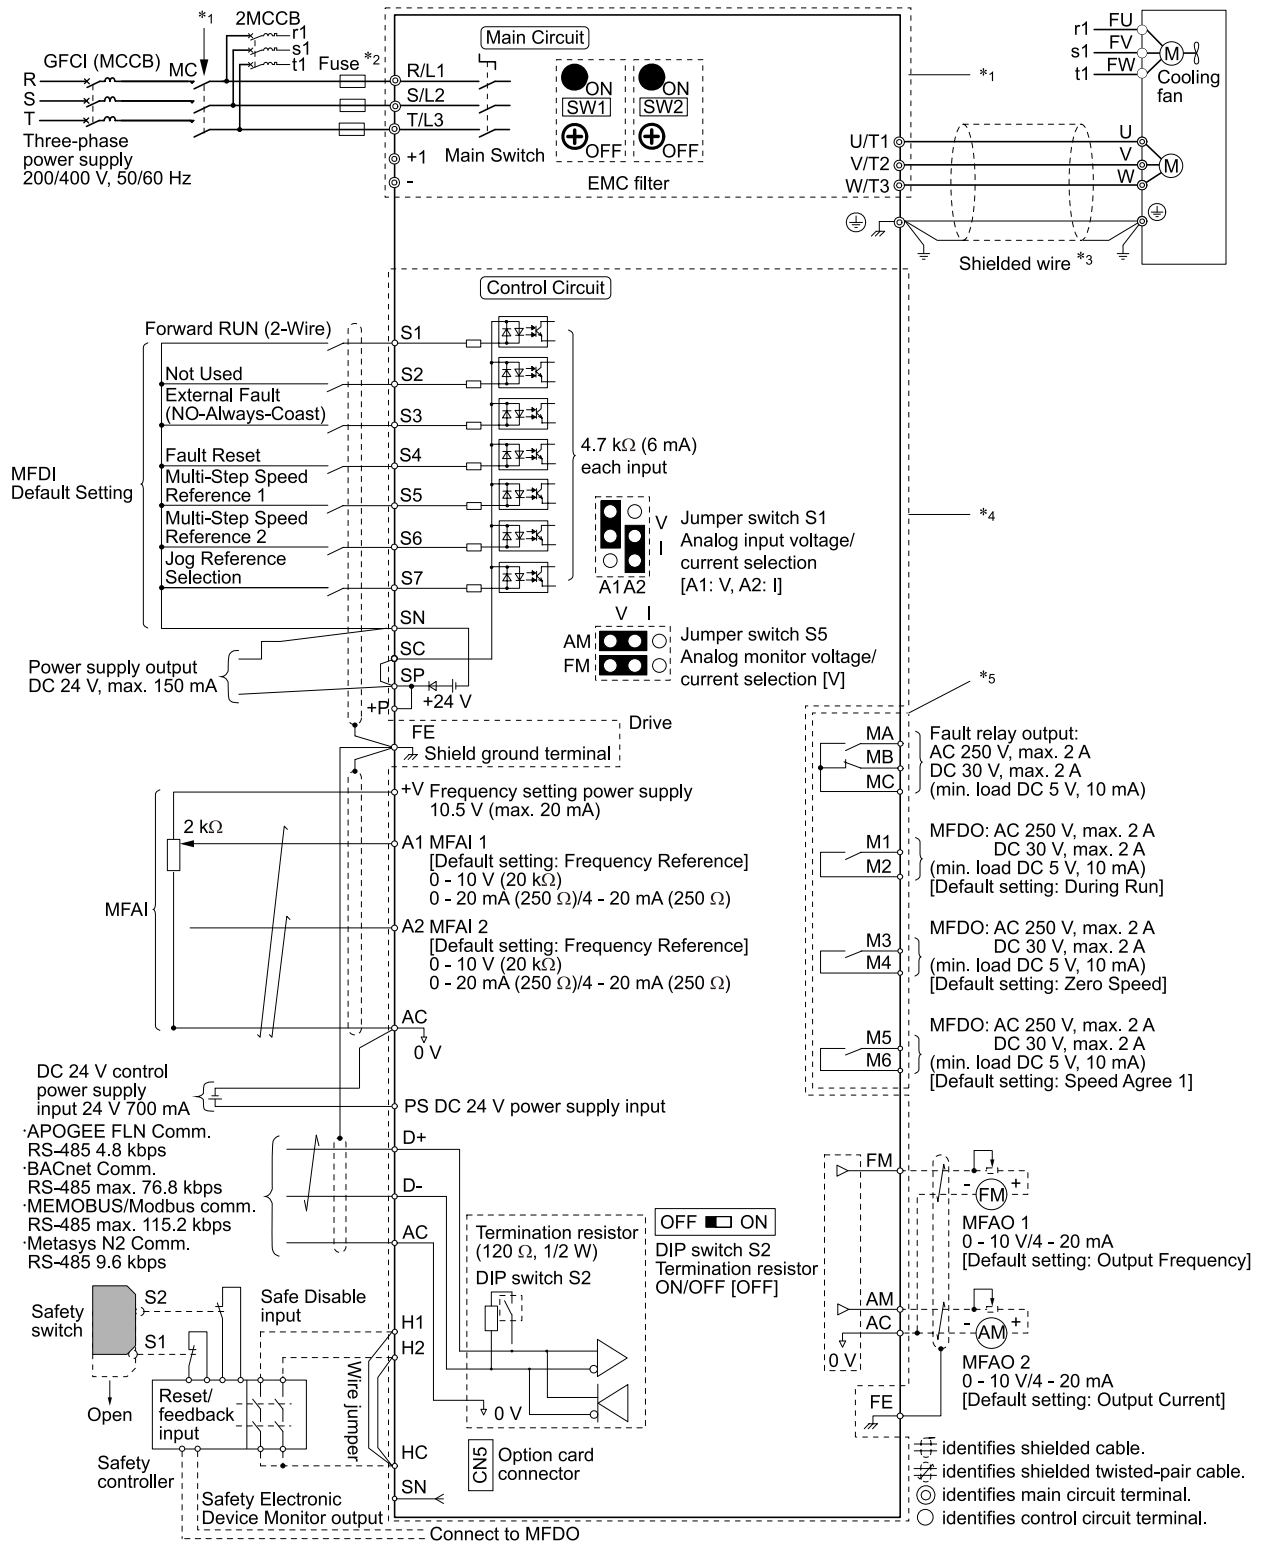 *1
2MCCB
r1
s1
t1
GFCI (MCCB)
MC
Fuse *2
R
S
T
Three-phase
power supply
200/400 V, 50/60 Hz
Main Circuit
R/L1
S/L2
T/L3
+1
-
Main Switch
ON
SW1
OFF
ON
SW2
OFF
EMC filter
*1
r1
s1
t1
FU
FV
FW
M
Cooling
fan
U/T1
V/T2
W/T3
U
V
W
M
Shielded wire *3
Control Circuit
Forward RUN (2-Wire)
Not Used
External Fault
(NO-Always-Coast)
Fault Reset
Multi-Step Speed
Reference 1
Multi-Step Speed
Reference 2
Jog Reference
Selection
MFDI
Default Setting
S1
S2
S3
S4
S5
S6
S7
SN
SC
SP
+P
+24 V
4.7 kΩ (6 mA)
each input
V
I
A1 A2
Jumper switch S1
Analog input voltage/
current selection
[A1: V, A2: I]
V I
AM
FM
Jumper switch S5
Analog monitor voltage/
current selection [V]
*4
*5
Power supply output
DC 24 V, max. 150 mA
FE
Shield ground terminal
Drive
MA
MB
MC
Fault relay output:
AC 250 V, max. 2 A
DC 30 V, max. 2 A
(min. load DC 5 V, 10 mA)
M1
M2
MFDO: AC 250 V, max. 2 A
DC 30 V, max. 2 A
(min. load DC 5 V, 10 mA)
[Default setting: During Run]
M3
M4
MFDO: AC 250 V, max. 2 A
DC 30 V, max. 2 A
(min. load DC 5 V, 10 mA)
[Default setting: Zero Speed]
M5
M6
MFDO: AC 250 V, max. 2 A
DC 30 V, max. 2 A
(min. load DC 5 V, 10 mA)
[Default setting: Speed Agree 1]
MFAI
2 kΩ
+V Frequency setting power supply
10.5 V (max. 20 mA)
A1 MFAI 1
[Default setting: Frequency Reference]
0 - 10 V (20 kΩ)
0 - 20 mA (250 Ω)/4 - 20 mA (250 Ω)
A2 MFAI 2
[Default setting: Frequency Reference]
0 - 10 V (20 kΩ)
0 - 20 mA (250 Ω)/4 - 20 mA (250 Ω)
AC
0 V
DC 24 V control
power supply
input 24 V 700 mA
PS DC 24 V power supply input
·APOGEE FLN Comm.
RS-485 4.8 kbps
·BACnet Comm.
RS-485 max. 76.8 kbps
·MEMOBUS/Modbus comm.
RS-485 max. 115.2 kbps
·Metasys N2 Comm.
RS-485 9.6 kbps
D+
D-
AC
Termination resistor
(120 Ω, 1/2 W)
DIP switch S2
0 V
OFF ON
DIP switch S2
Termination resistor
ON/OFF [OFF]
FM
- +
FM
MFAO 1
0 - 10 V/4 - 20 mA
[Default setting: Output Frequency]
AM
AC
0 V
- +
AM
MFAO 2
0 - 10 V/4 - 20 mA
[Default setting: Output Current]
FE
Safety
switch
S2
S1
Open
Safe Disable
input
Reset/
feedback
input
Safety
controller
Wire jumper
H1
H2
HC
SN
CN5
Option card
connector
Safety Electronic
Device Monitor output
Connect to MFDO
identifies shielded cable.
identifies shielded twisted-pair cable.
identifies main circuit terminal.
identifies control circuit terminal.